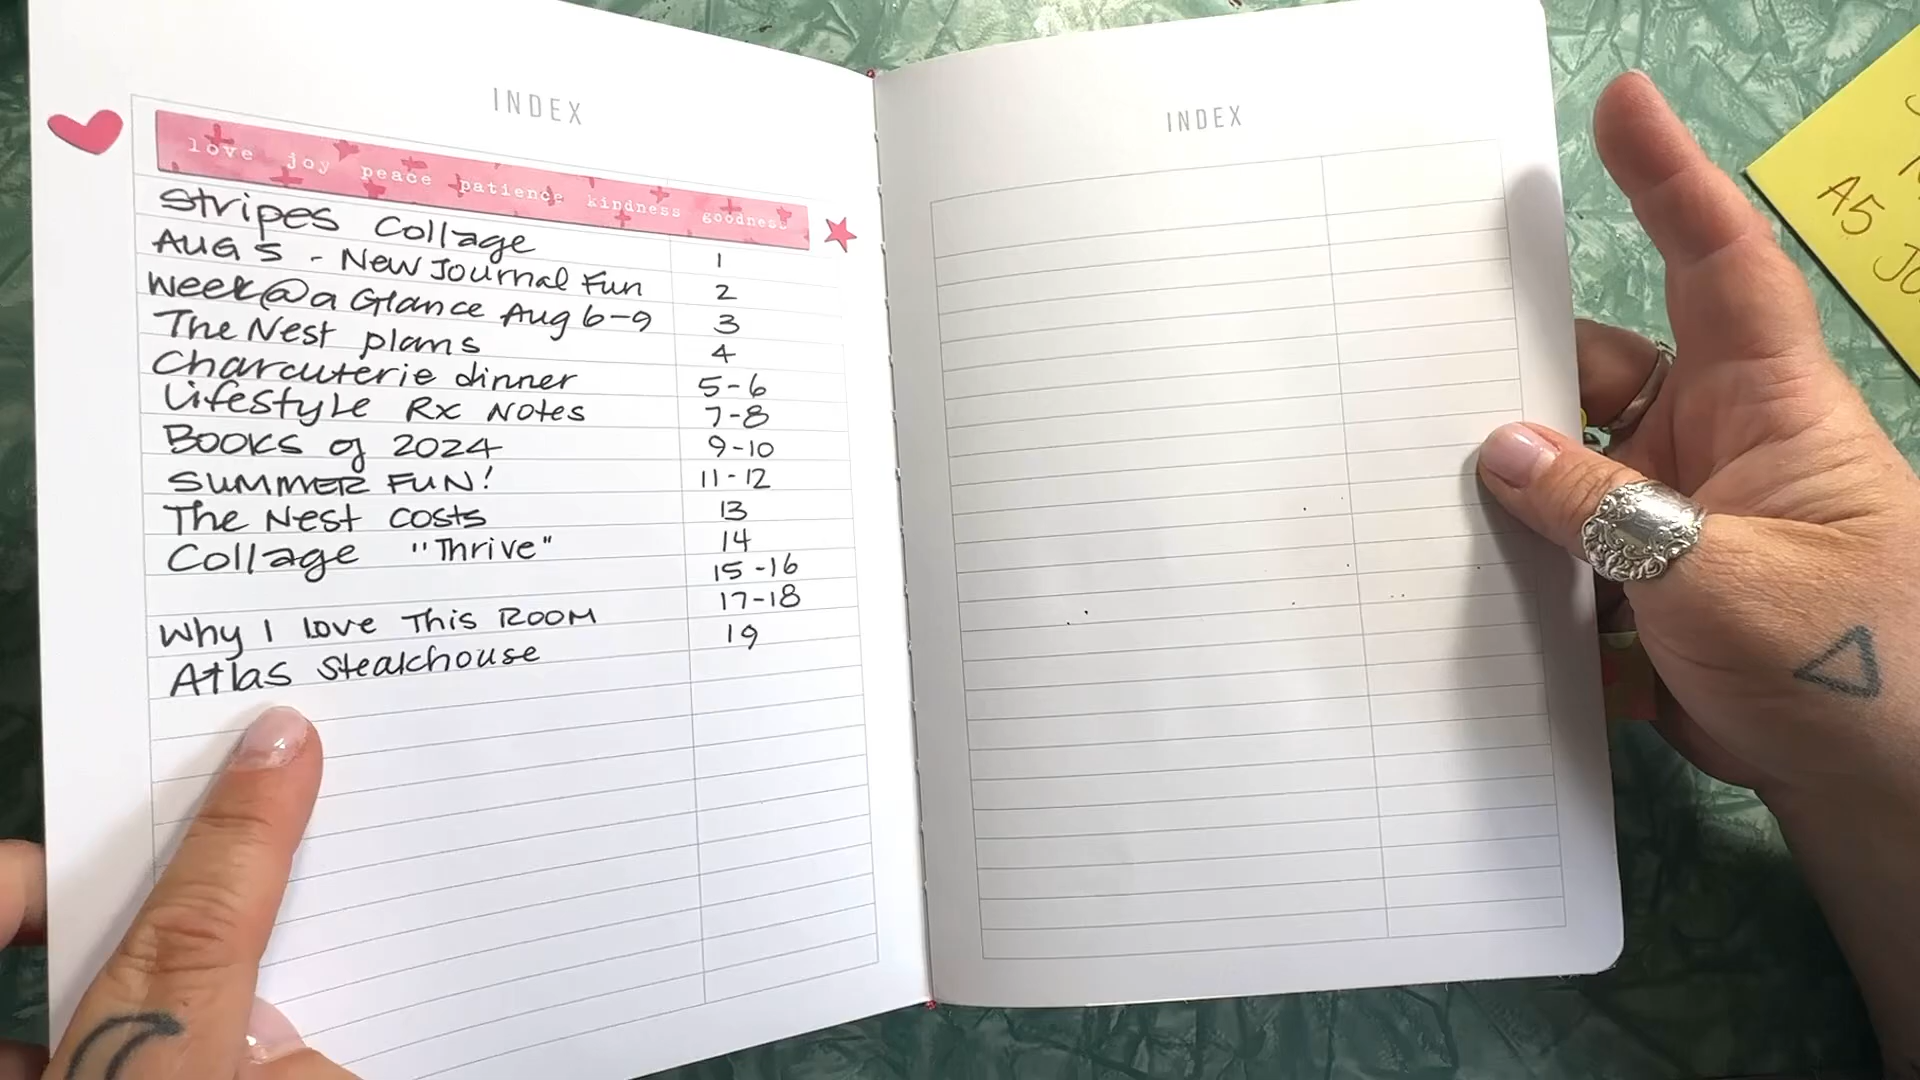 INDEX
love joy peace patience kindness goodness
Stripes Collage 1
Aug 5 - New Journal Fun 2
Week@a Glance Aug 6-9 3
The Nest plans 4
Charcuterie dinner 5-6
Lifestyle Rx Notes 7-8
Books of 2024 9-10
SUMMER FUN! 11-12
The Nest costs 13
Collage "Thrive" 14
15-16
Why I Love This Room 17-18
Atlas Steakhouse 19
INDEX
A5